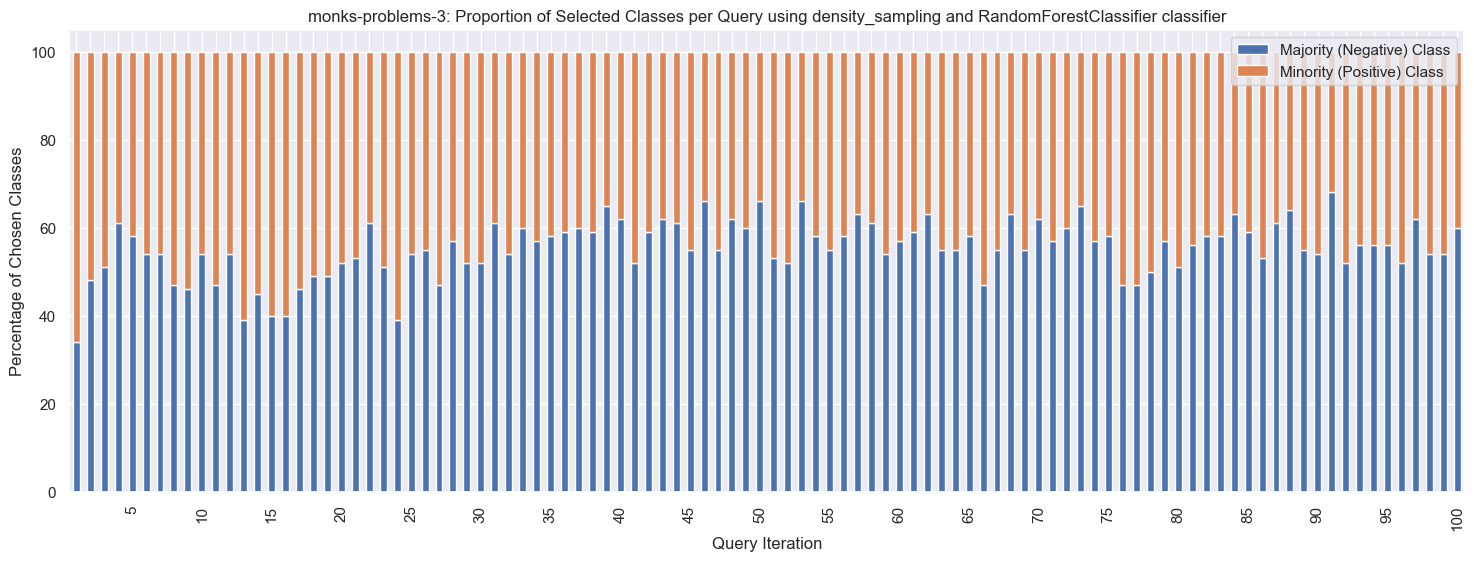 monks-problems-3: Proportion of Selected Classes per Query using density_sampling and RandomForestClassifier classifier
Majority (Negative) Class
Minority (Positive) Class
Percentage of Chosen Classes
100
80
60
40
20
0
5 10 15 20 25 30 35 40 45 50 55 60 65 70 75 80 85 90 95 100
Query Iteration